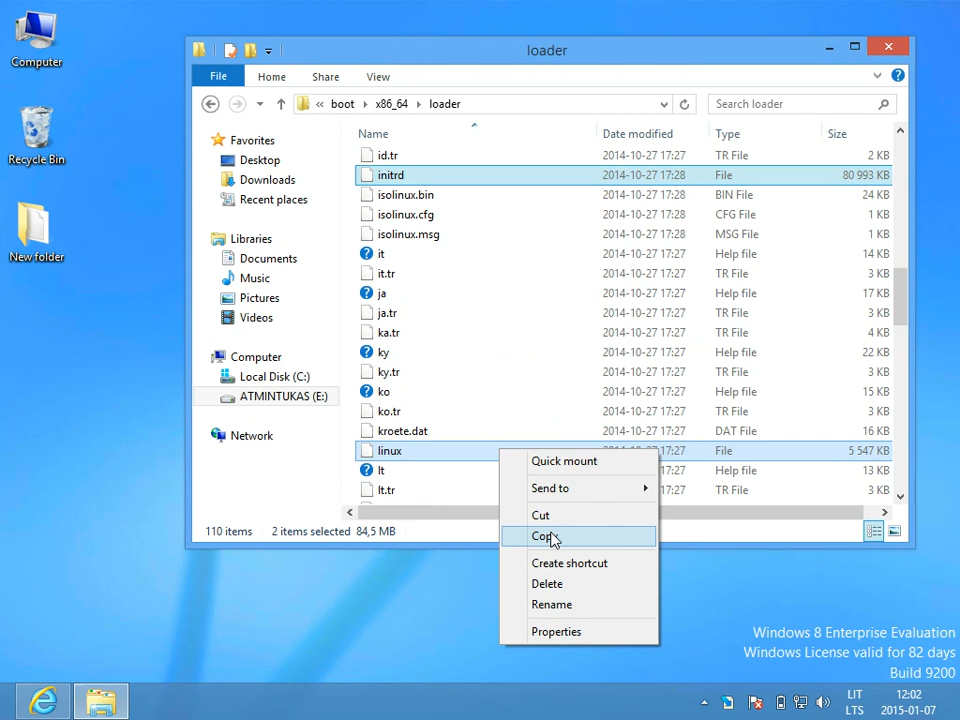 Computer
Recycle Bin
New folder
loader
File Home Share View
« boot x86_64 loader
Search loader
Favorites
Desktop
Downloads
Recent places
Libraries
Documents
Music
Pictures
Videos
Computer
Local Disk (C:)
ATMINTUKAS (E:)
Network
Name Date modified Type Size
id.tr 2014-10-27 17:27 TR File 2 KB
initrd 2014-10-27 17:28 File 80 993 KB
isolinux.bin 2014-10-27 17:28 BIN File 24 KB
isolinux.cfg 2014-10-27 17:28 CFG File 1 KB
isolinux.msg 2014-10-27 17:28 MSG File 1 KB
it 2014-10-27 17:27 Help file 14 KB
it.tr 2014-10-27 17:27 TR File 3 KB
ja 2014-10-27 17:27 Help file 17 KB
ja.tr 2014-10-27 17:27 TR File 3 KB
ka.tr 2014-10-27 17:27 TR File 4 KB
ky 2014-10-27 17:27 Help file 22 KB
ky.tr 2014-10-27 17:27 TR File 3 KB
ko 2014-10-27 17:27 Help file 15 KB
ko.tr 2014-10-27 17:27 TR File 3 KB
kroete.dat 2014-10-27 17:27 DAT File 16 KB
linux 2014-10-27 17:27 File 5 547 KB
lt 17:27 Help file 13 KB
lt.tr 17:27 TR File 3 KB
110 items 2 items selected 84,5 MB
Quick mount
Send to
Cut
Copy
Create shortcut
Delete
Rename
Properties
Windows 8 Enterprise Evaluation
Windows License valid for 82 days
Build 9200
LIT
LTS
12:02
2015-01-07